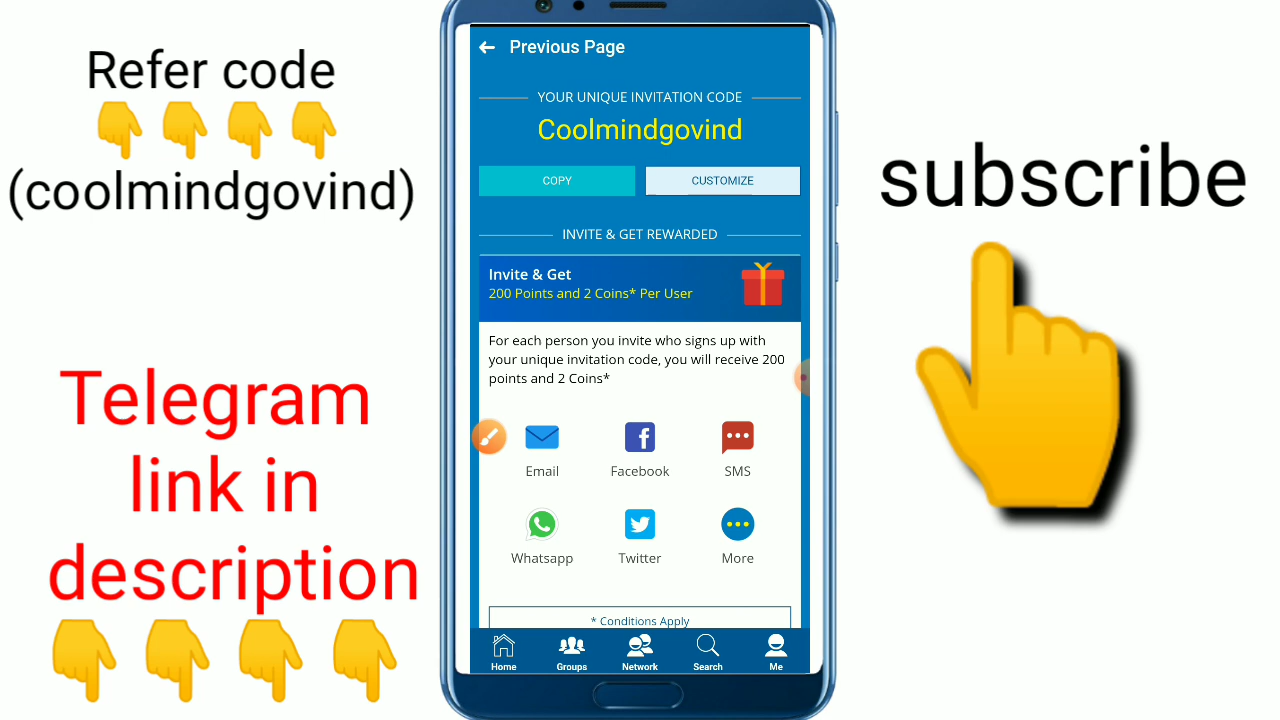 Refer code
(coolmindgovind)
Telegram
link in
description
Previous Page
YOUR UNIQUE INVITATION CODE
Coolmindgovind
COPY
CUSTOMIZE
INVITE & GET REWARDED
Invite & Get
200 Points and 2 Coins* Per User
For each person you invite who signs up with
your unique invitation code, you will receive 200
points and 2 Coins*
Email
Facebook
SMS
Whatsapp
Twitter
More
* Conditions Apply
Home
Groups
Network
Search
Me
subscribe